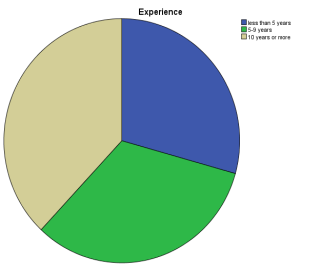 Experience
less than 5 years
5-9 years
10 years or more